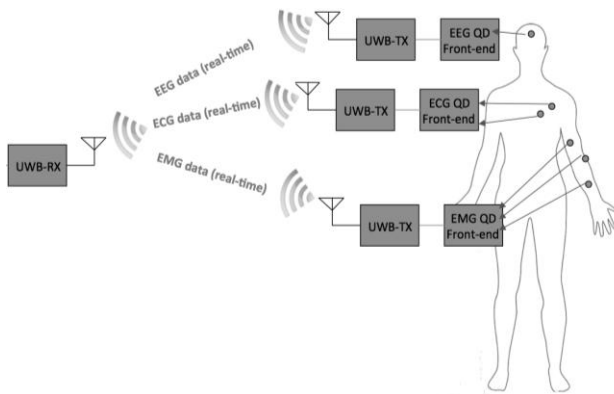 EEG data (real-time)
UWB-TX
EEG QD
Front-end
ECG data (real-time)
UWB-TX
ECG QD
Front-end
UWB-RX
EMG data (real-time)
UWB-TX
EMG QD
Front-end